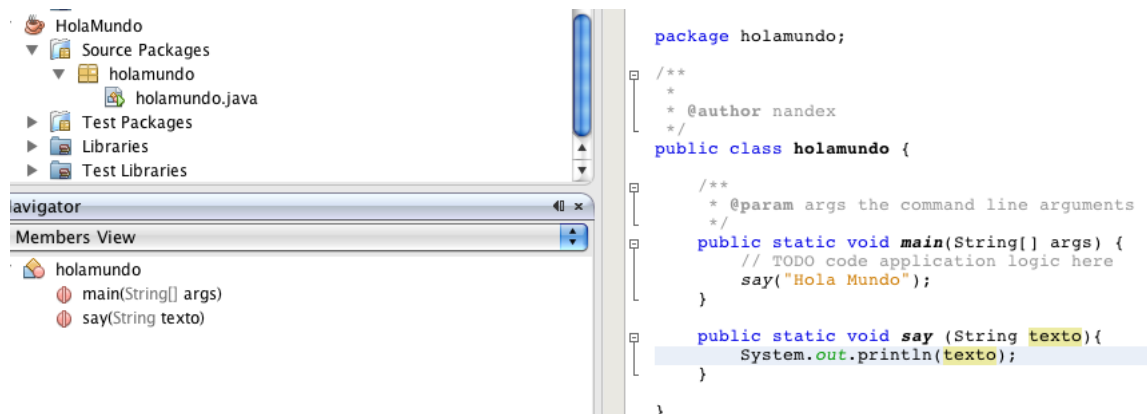 HolaMundo
Source Packages
holamundo
holamundo.java
Test Packages
Libraries
Test Libraries
avigator
Members View
holamundo
main(String[] args)
say(String texto)
package holamundo;
/**
*
* @author nandex
*/
public class holamundo {
/**
* @param args the command line arguments
*/
public static void main(String[] args) {
// TODO code application logic here
say("Hola Mundo");
}
public static void say (String texto){
System.out.println(texto);
}
}